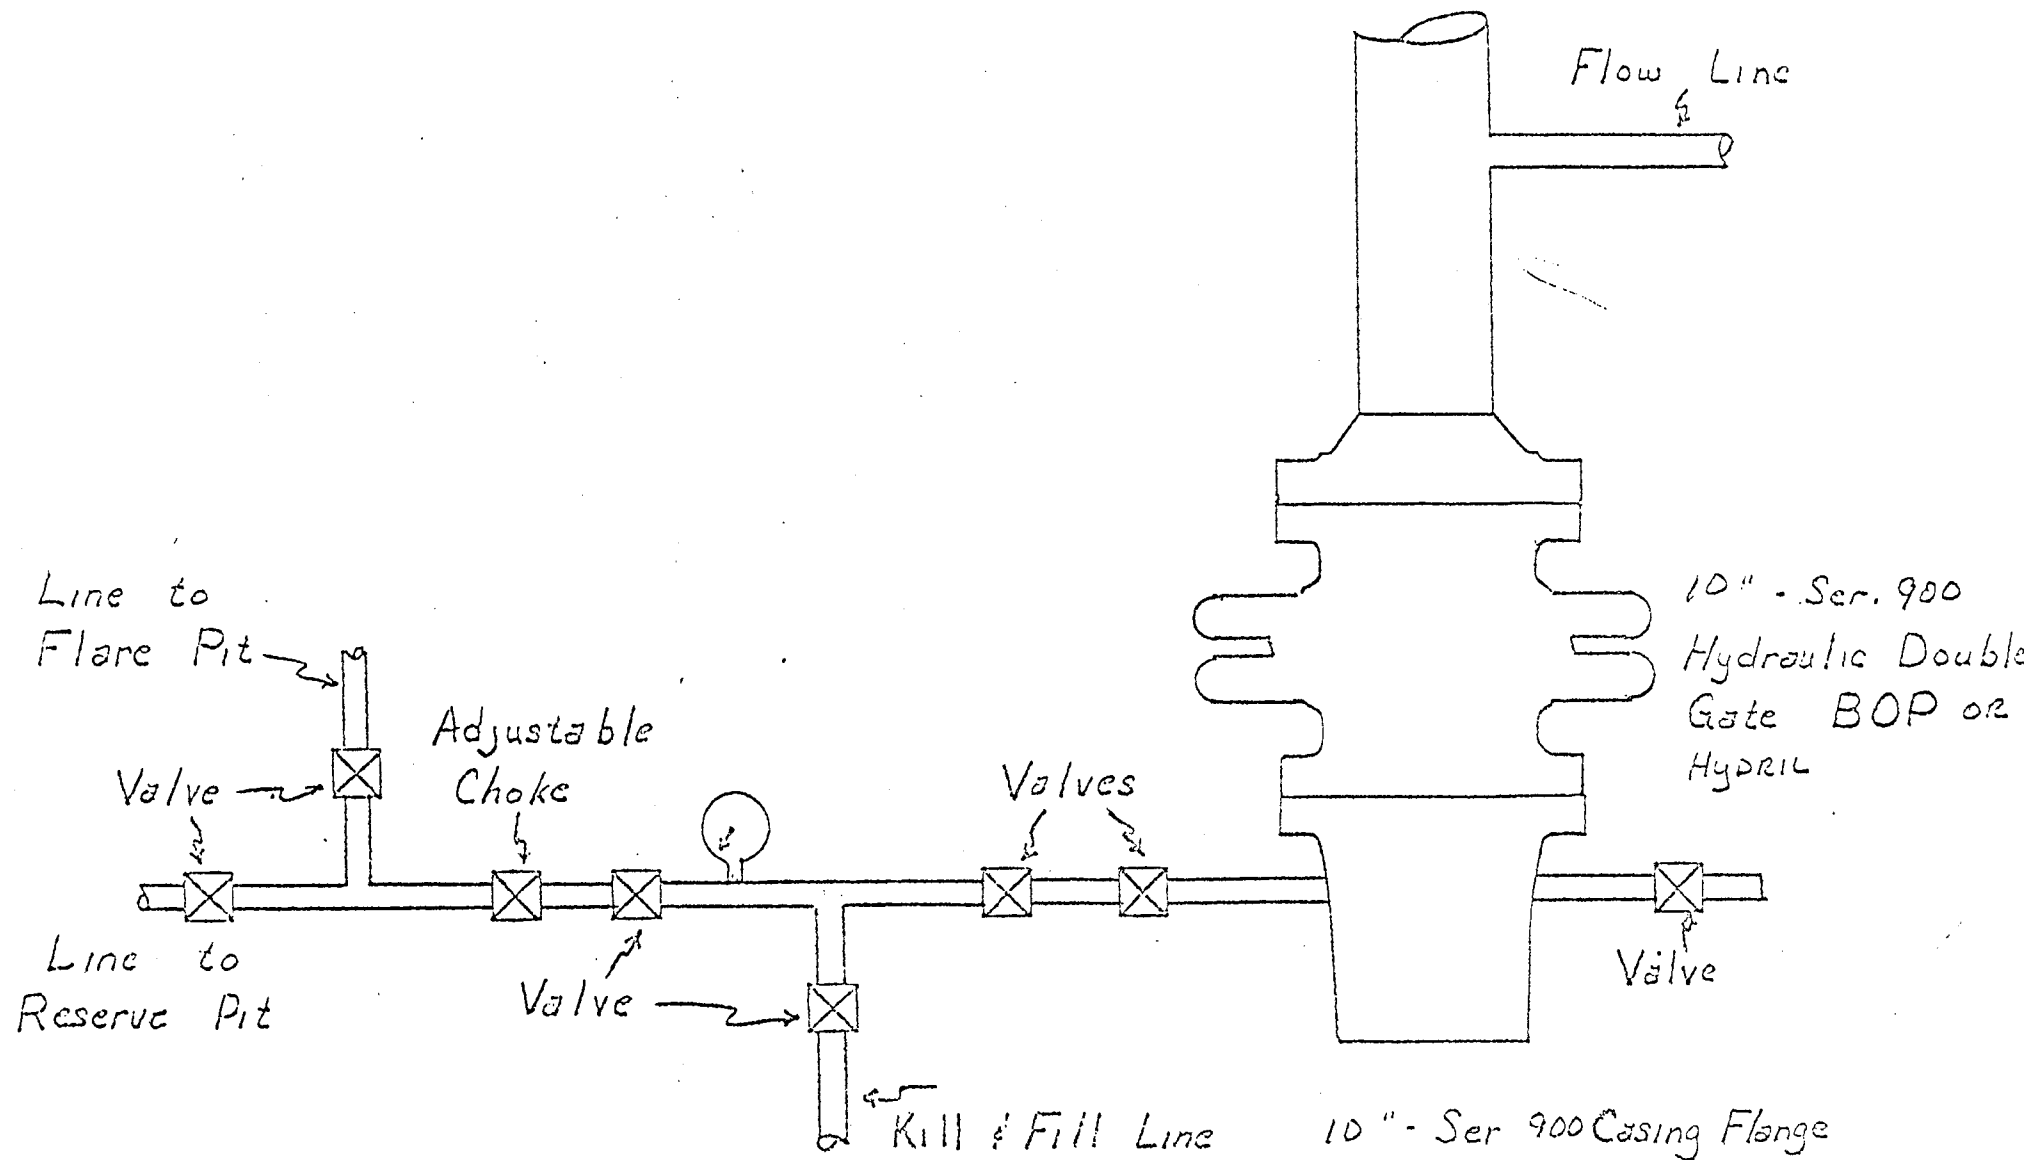 Flow Line
10" - Ser. 900
Hydraulic Double
Gate BOP OR
HYDRIL
Line to
Flare Pit
Adjustable
Choke
Valve
Valves
Line to
Reserve Pit
Valve
Valve
Kill & Fill Line
10" - Ser 900 Casing Flange